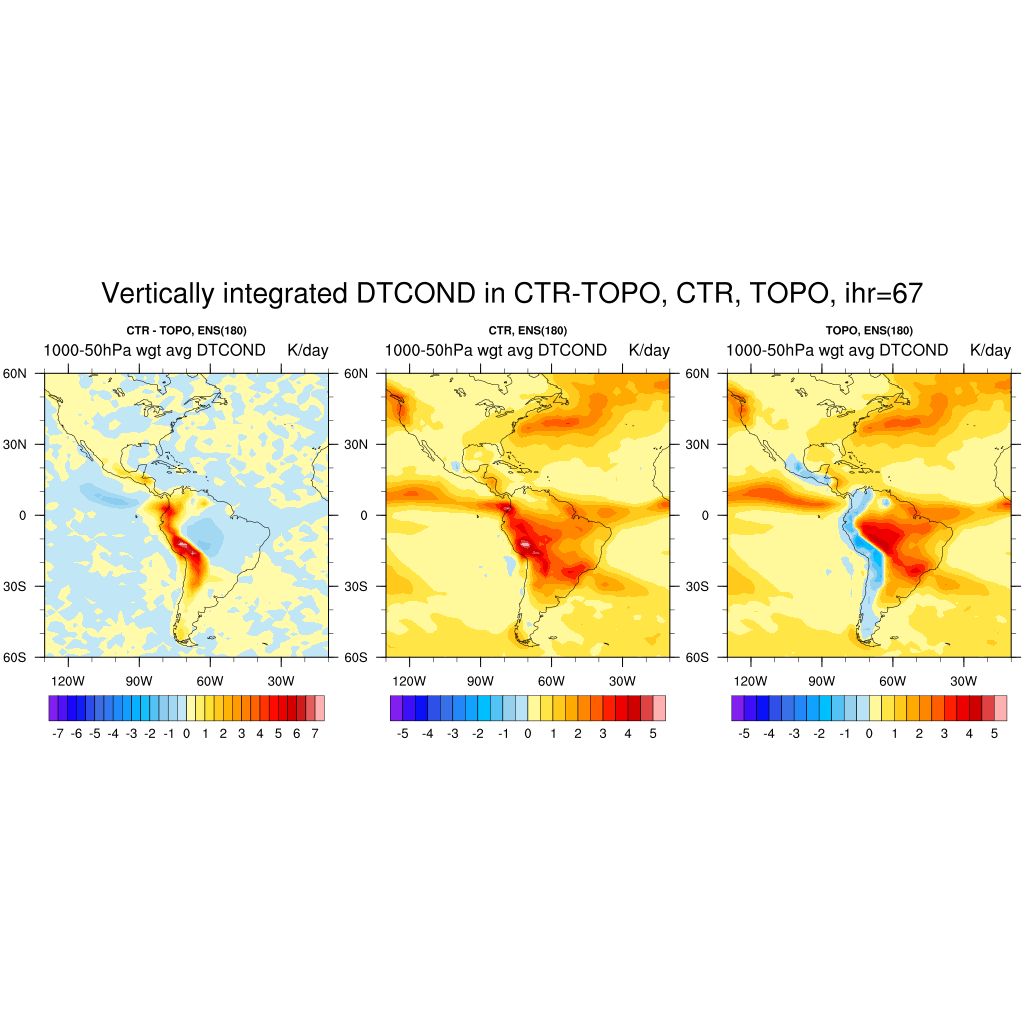 Vertically integrated DTCOND in CTR-TOPO, CTR, TOPO, ihr=67
CTR - TOPO, ENS(180)
1000-50hPa wgt avg DTCOND K/day
60N
30N
0
30S
60S
120W 90W 60W 30W
-7 -6 -5 -4 -3 -2 -1 0 1 2 3 4 5 6 7
CTR, ENS(180)
1000-50hPa wgt avg DTCOND K/day
60N
30N
0
30S
60S
120W 90W 60W 30W
-5 -4 -3 -2 -1 0 1 2 3 4 5
TOPO, ENS(180)
1000-50hPa wgt avg DTCOND K/day
60N
30N
0
30S
60S
120W 90W 60W 30W
-5 -4 -3 -2 -1 0 1 2 3 4 5